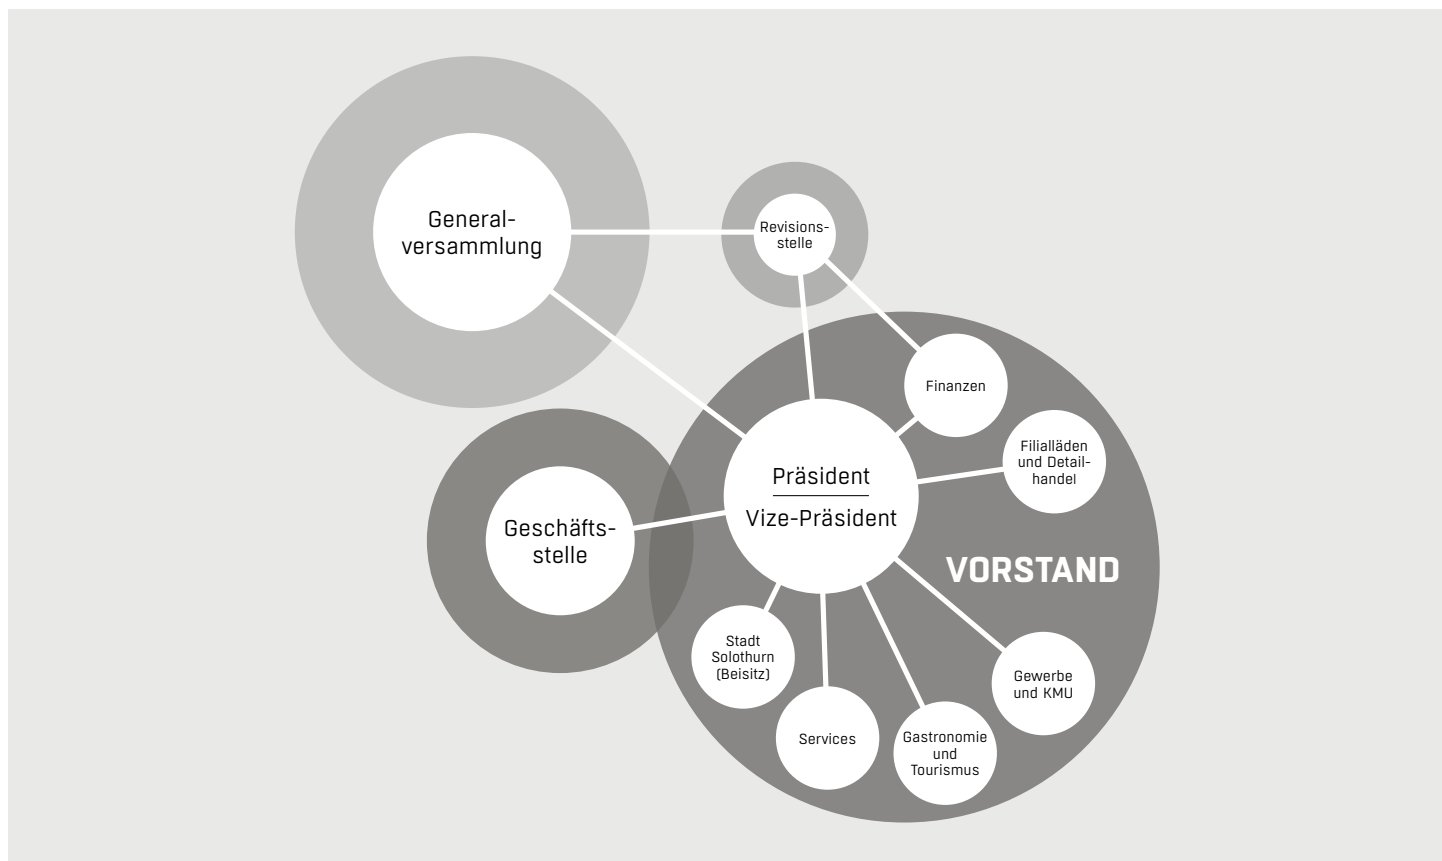 General-
versammlung
Revisions-
stelle
Finanzen
Filialläden
und Detail-
handel
Präsident
Vize-Präsident
Geschäfts-
stelle
VORSTAND
Stadt
Solothurn
(Beisitz)
Services
Gastronomie
und
Tourismus
Gewerbe
und KMU